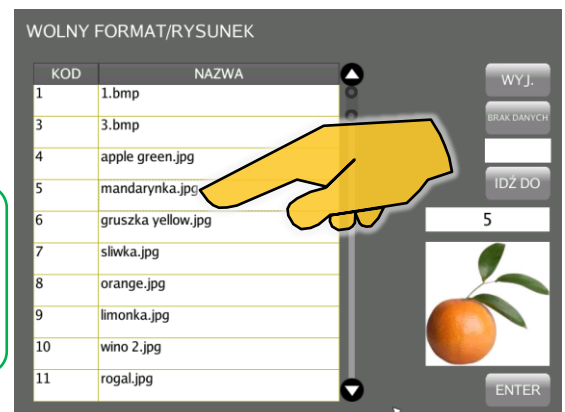 WOLNY FORMAT/RYSUNEK
KOD NAZWA
1 1.bmp
3 3.bmp
4 apple green.jpg
5 mandarynka.jpg
6 gruszka yellow.jpg
7 sliwka.jpg
8 orange.jpg
9 limonka.jpg
10 wino 2.jpg
11 rogal.jpg
WYJ.
BRAK DANYCH
IDŹ DO
5
ENTER